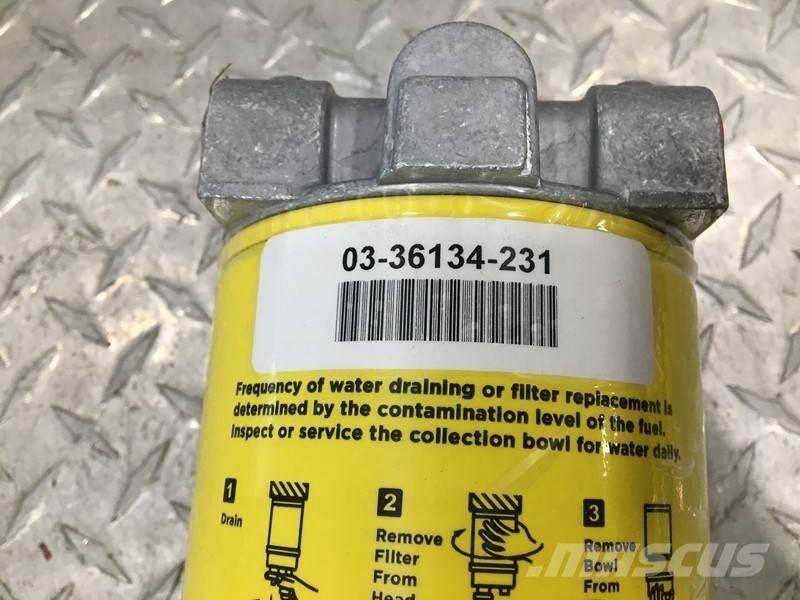 03-36134-231
Frequency of water draining or filter replacement is
determined by the contamination level of the fuel.
Inspect or service the collection bowl for water daily.
1
Drain
2
Remove
Filter
From
Head
3
Remove
Bowl
From
mascus